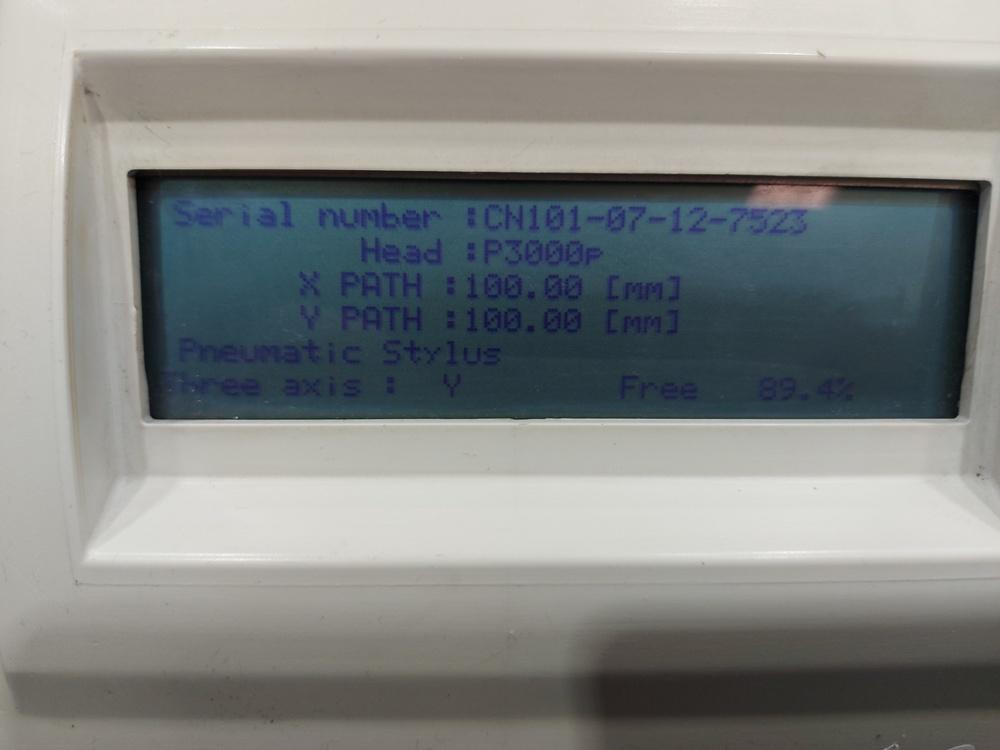 Serial number :CN101-07-12-7523
Head :P3000p
X PATH :100.00 [mm]
Y PATH :100.00 [mm]
Pneumatic Stylus
Three axis : Y Free 89.4%